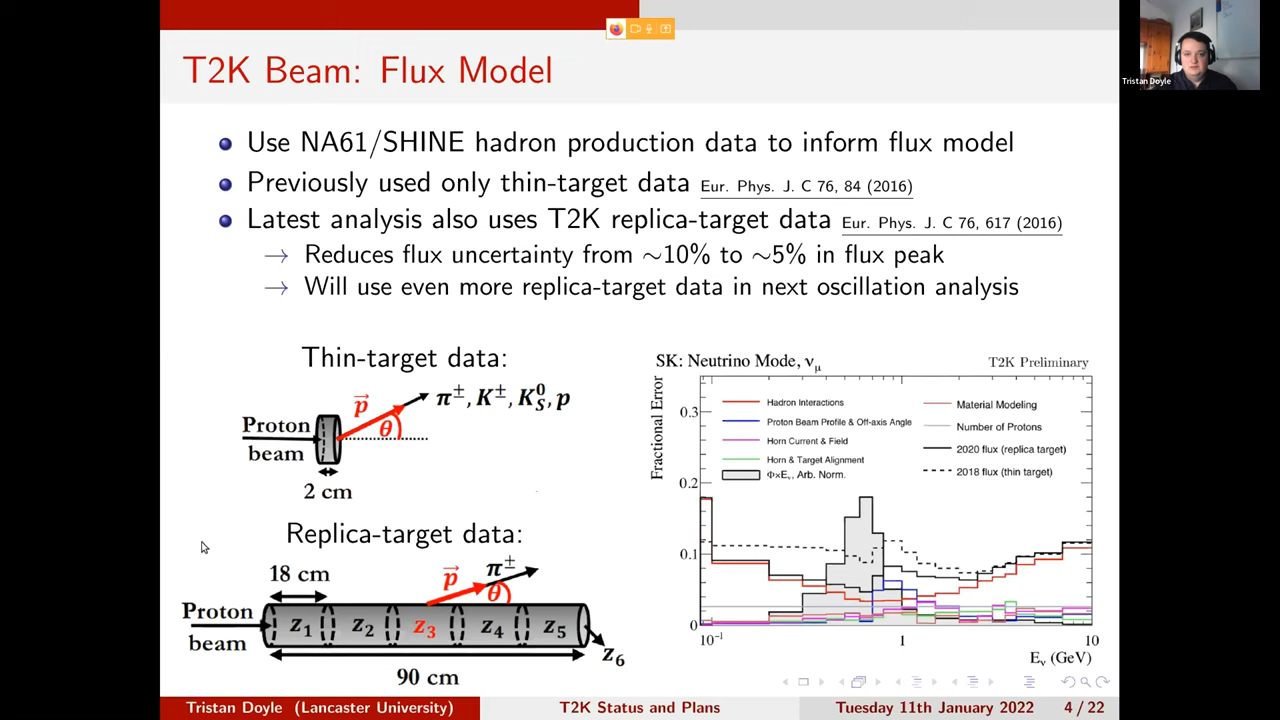 T2K Beam: Flux Model
Tristan Doyle
Use NA61/SHINE hadron production data to inform flux model
Previously used only thin-target data Eur. Phys. J. C 76, 84 (2016)
Latest analysis also uses T2K replica-target data Eur. Phys. J. C 76, 617 (2016)
→ Reduces flux uncertainty from ∼10% to ∼5% in flux peak
→ Will use even more replica-target data in next oscillation analysis
Thin-target data:
p⃗
π±, K±, K⁰_S, p
Proton
beam
θ
2 cm
Replica-target data:
18 cm
p⃗
π±
θ
Proton
beam
z₁ z₂ z₃ z₄ z₅
z₆
90 cm
SK: Neutrino Mode, νμ
T2K Preliminary
Fractional Error
0.3
0.2
0.1
0
Hadron Interactions
Proton Beam Profile & Off-axis Angle
Horn Current & Field
Horn & Target Alignment
Φ×Eν, Arb. Norm.
Material Modeling
Number of Protons
2020 flux (replica target)
2018 flux (thin target)
10⁻¹ 1 10
Eν (GeV)
Tristan Doyle (Lancaster University) T2K Status and Plans Tuesday 11th January 2022 4 / 22